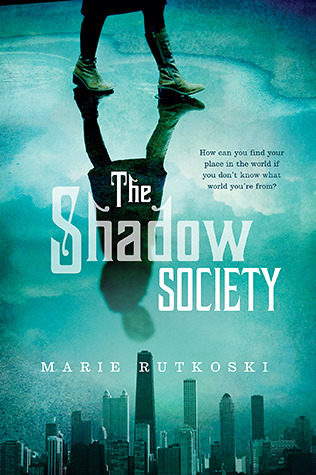 How can you find your
place in the world if
you don't know what
world you're from?
The
Shadow
SOCIETY
MARIE RUTKOSKI